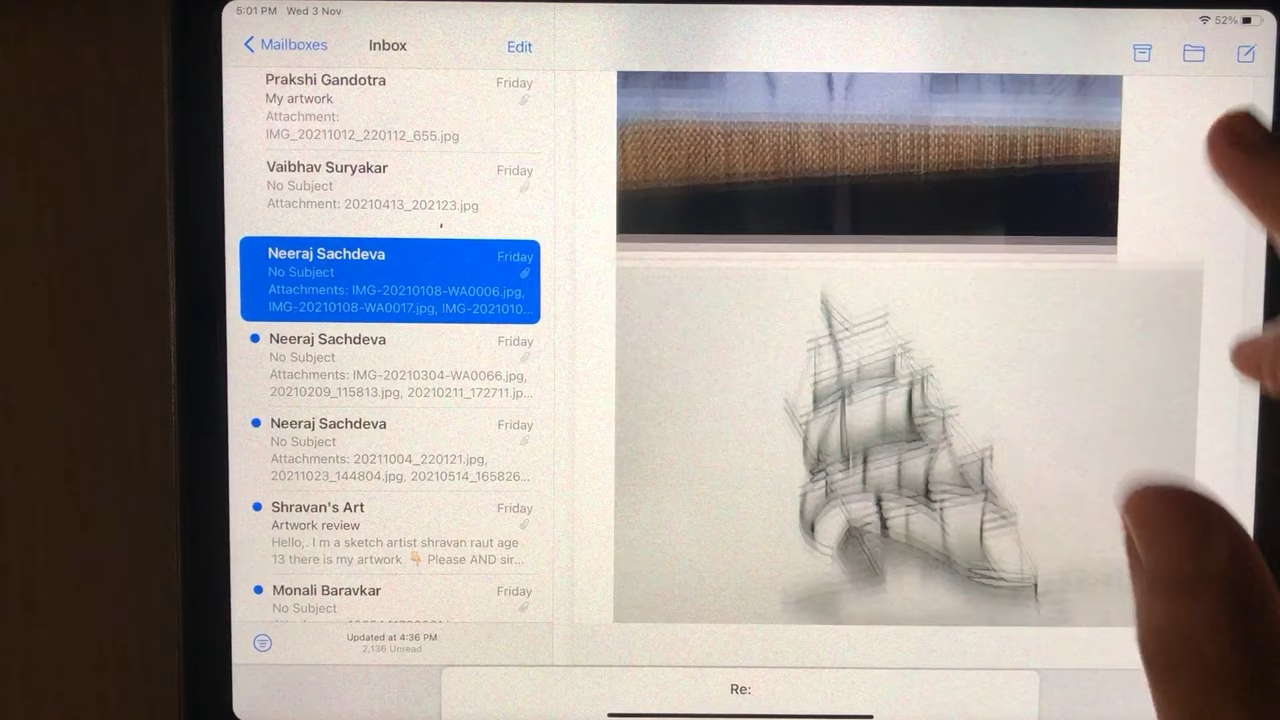 5:01 PM Wed 3 Nov
52%
Mailboxes
Inbox
Edit
Prakshi Gandotra
Friday
My artwork
Attachment:
IMG_20211012_220112_655.jpg
Vaibhav Suryakar
Friday
No Subject
Attachment: 20210413_202123.jpg
Neeraj Sachdeva
Friday
No Subject
Attachments: IMG-20210108-WA0006.jpg,
IMG-20210108-WA0017.jpg, IMG-2021010...
Neeraj Sachdeva
Friday
No Subject
Attachments: IMG-20210304-WA0066.jpg,
20210209_115813.jpg, 20210211_172711.jp...
Neeraj Sachdeva
Friday
No Subject
Attachments: 20211004_220121.jpg,
20211023_144804.jpg, 20210514_165826...
Shravan's Art
Friday
Artwork review
Hello,. I m a sketch artist shravan raut age
13 there is my artwork 👇 Please AND sir...
Monali Baravkar
Friday
No Subject
Updated at 4:36 PM
2,136 Unread
Re: